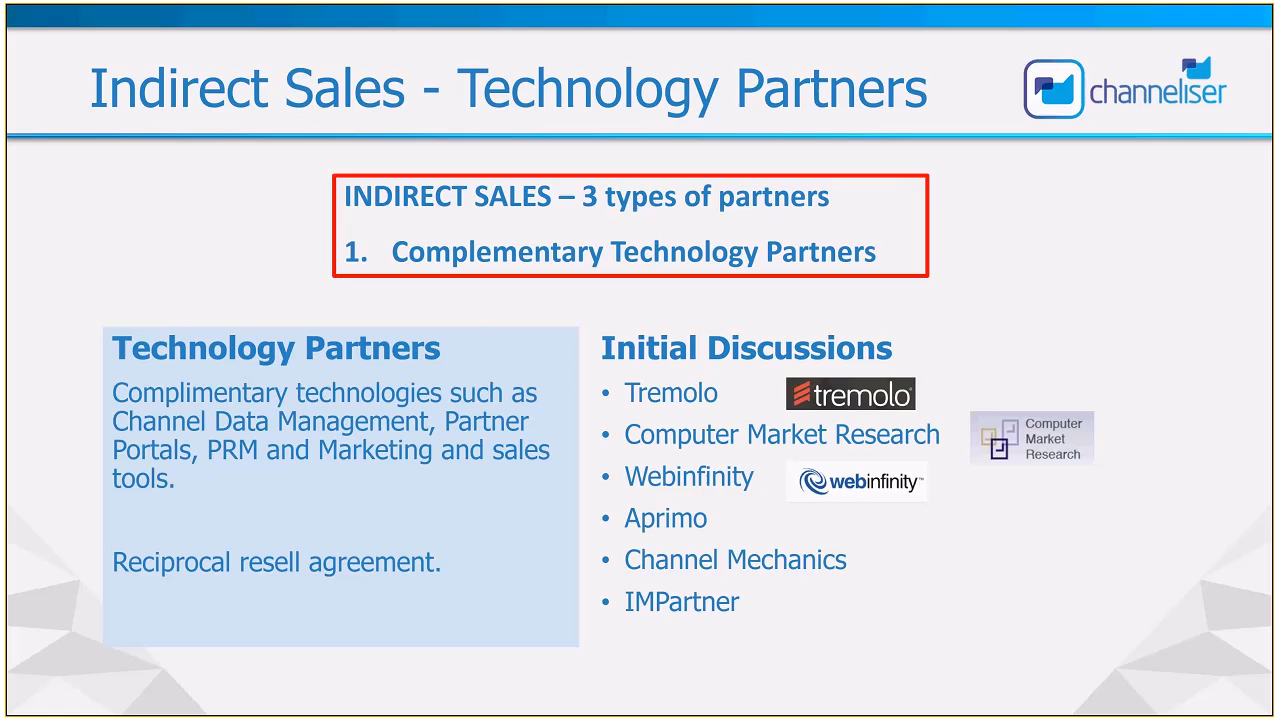 Indirect Sales - Technology Partners
channeliser
INDIRECT SALES – 3 types of partners
1. Complementary Technology Partners
Technology Partners
Complimentary technologies such as
Channel Data Management, Partner
Portals, PRM and Marketing and sales
tools.
Reciprocal resell agreement.
Initial Discussions
• Tremolo
tremolo®
• Computer Market Research
Computer
Market
Research
• Webinfinity
webinfinity™
• Aprimo
• Channel Mechanics
• IMPartner